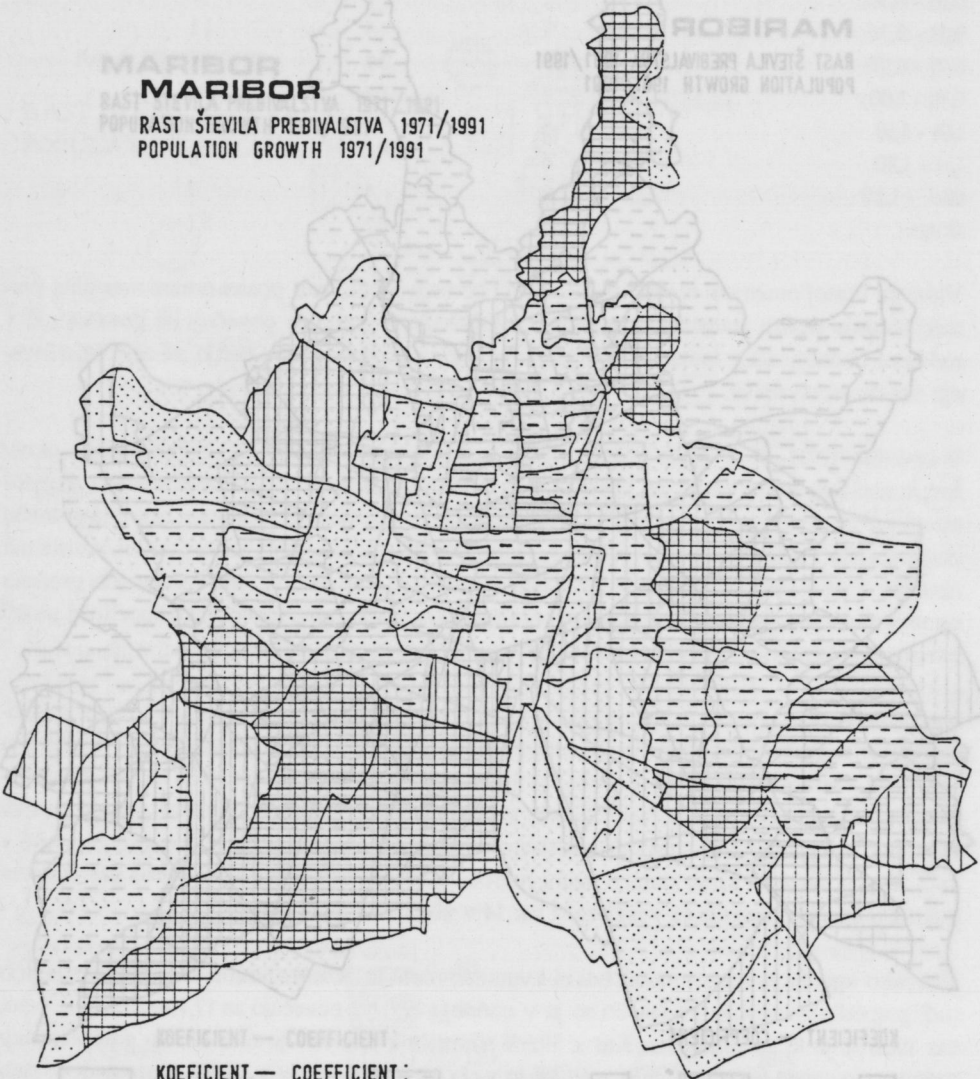 MARIBOR
RAST ŠTEVILA PREBIVALSTVA 1971/1991
POPULATION GROWTH 1971/1991
KOEFICIENT — COEFFICIENT: